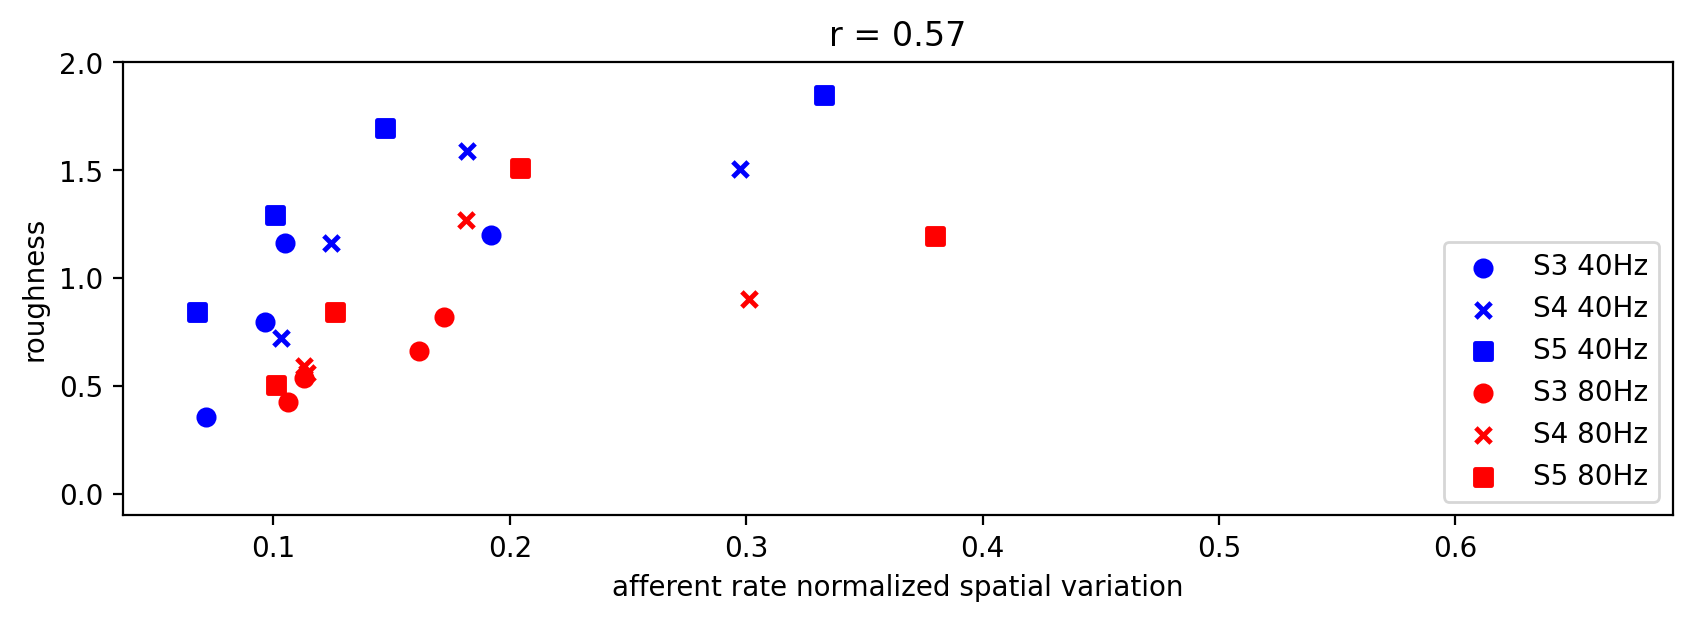 r = 0.57
2.0
1.5
1.0
0.5
0.0
roughness
0.1 0.2 0.3 0.4 0.5 0.6
afferent rate normalized spatial variation
S3 40Hz
S4 40Hz
S5 40Hz
S3 80Hz
S4 80Hz
S5 80Hz